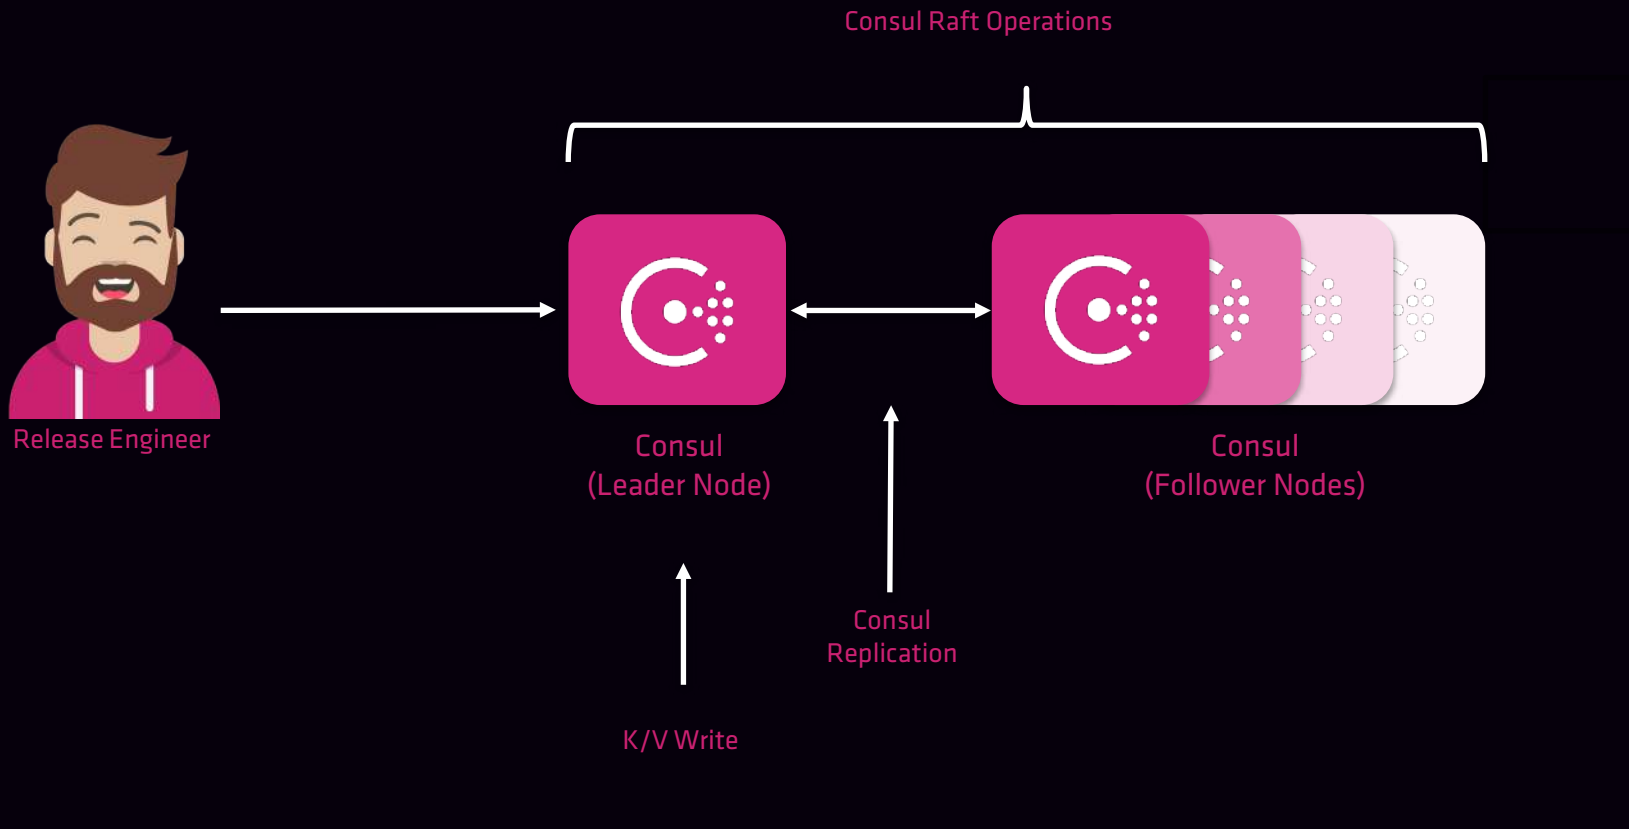 Consul Raft Operations
Release Engineer
Consul
(Leader Node)
Consul
(Follower Nodes)
Consul
Replication
K/V Write